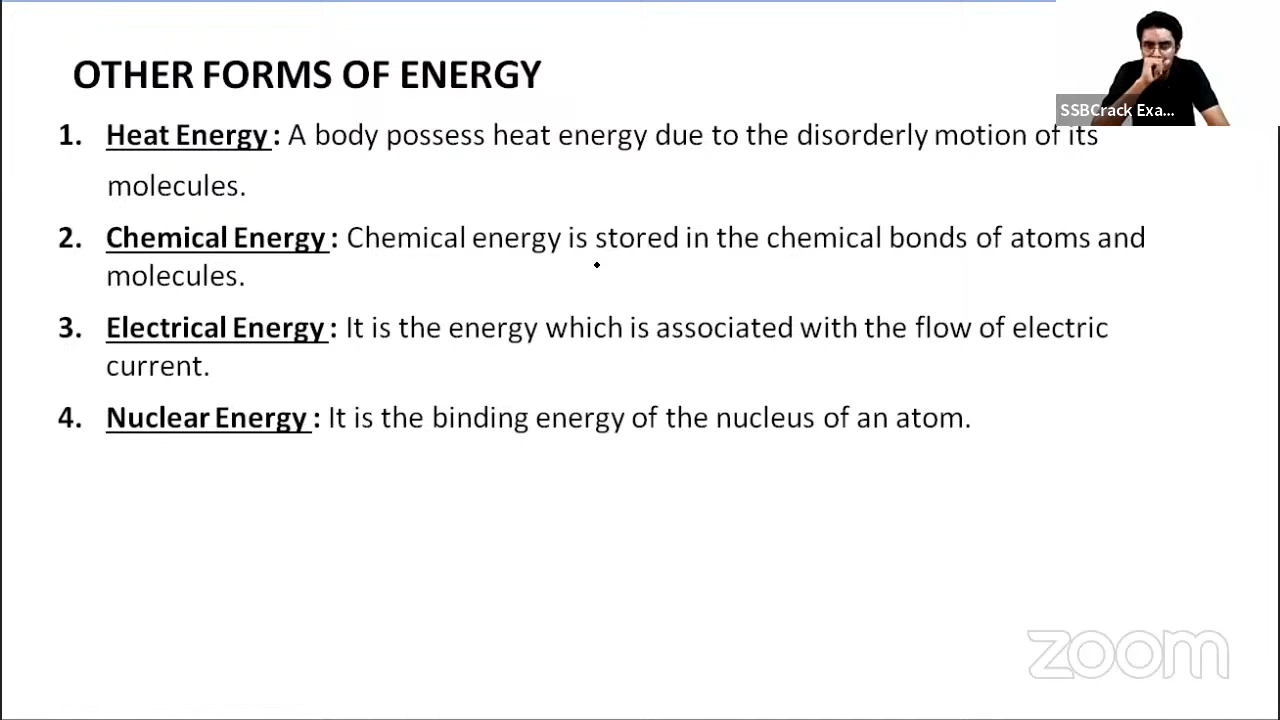 OTHER FORMS OF ENERGY
SSBCrack Exa...
1. Heat Energy : A body possess heat energy due to the disorderly motion of its
molecules.
2. Chemical Energy : Chemical energy is stored in the chemical bonds of atoms and
molecules.
3. Electrical Energy : It is the energy which is associated with the flow of electric
current.
4. Nuclear Energy : It is the binding energy of the nucleus of an atom.
zoom